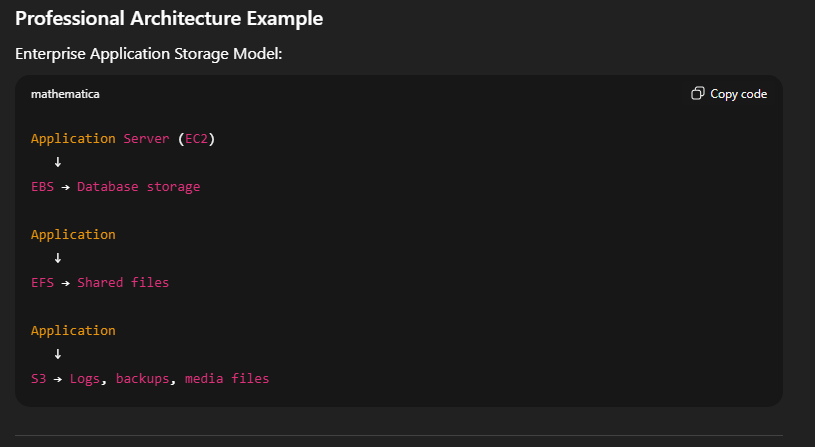 Professional Architecture Example
Enterprise Application Storage Model:
mathematica
Copy code
Application Server (EC2)
↓
EBS → Database storage
Application
↓
EFS → Shared files
Application
↓
S3 → Logs, backups, media files